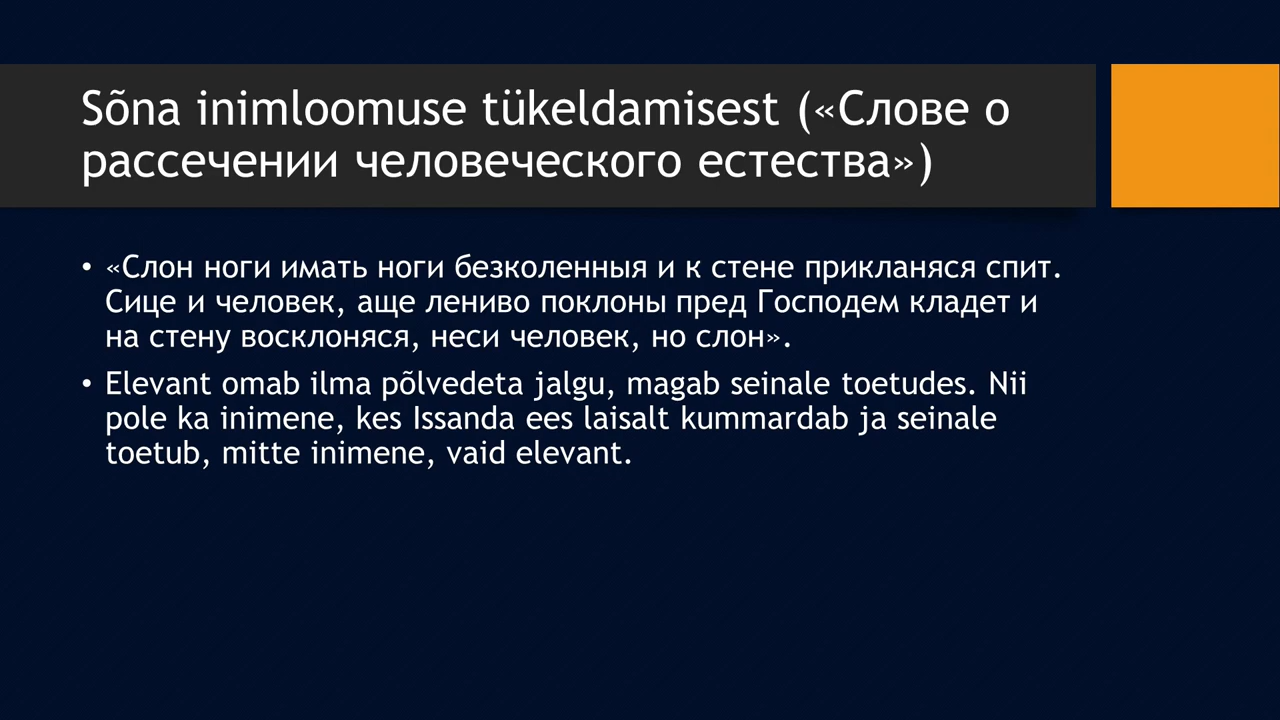 Sõna inimloomuse tükeldamisest («Слове о
рассечении человеческого естества»)
• «Слон ноги имать ноги безколенныя и к стене прикланяся спит.
Сице и человек, аще лениво поклоны пред Господем кладет и
на стену восклоняся, неси человек, но слон».
• Elevant omab ilma põlvedeta jalgu, magab seinale toetudes. Nii
pole ka inimene, kes Issanda ees laisalt kummardab ja seinale
toetub, mitte inimene, vaid elevant.